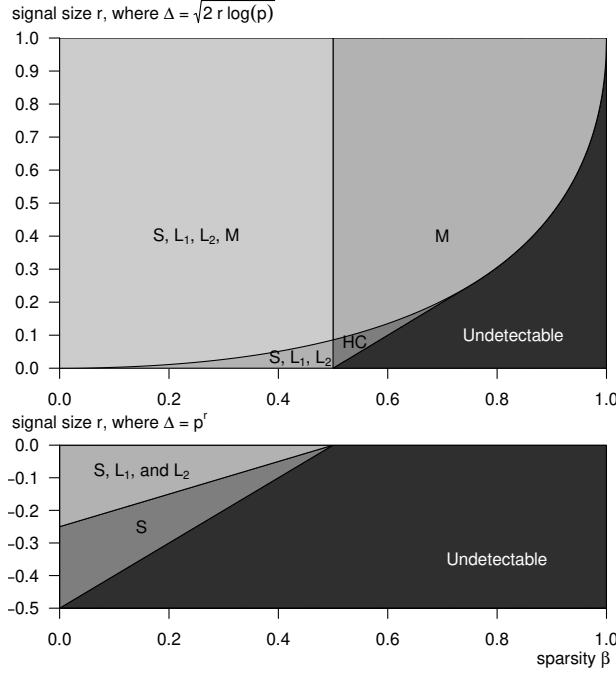 signal size r, where Δ = √2 r log(p)
1.0
0.9
0.8
0.7
0.6
0.5
0.4
0.3
0.2
0.1
0.0
S, L₁, L₂, M
M
HC
S, L₁, L₂
Undetectable
0.0 0.2 0.4 0.6 0.8 1.0
signal size r, where Δ = pʳ
0.0
−0.1
−0.2
−0.3
−0.4
−0.5
S, L₁, and L₂
S
Undetectable
0.0 0.2 0.4 0.6 0.8 1.0
sparsity β